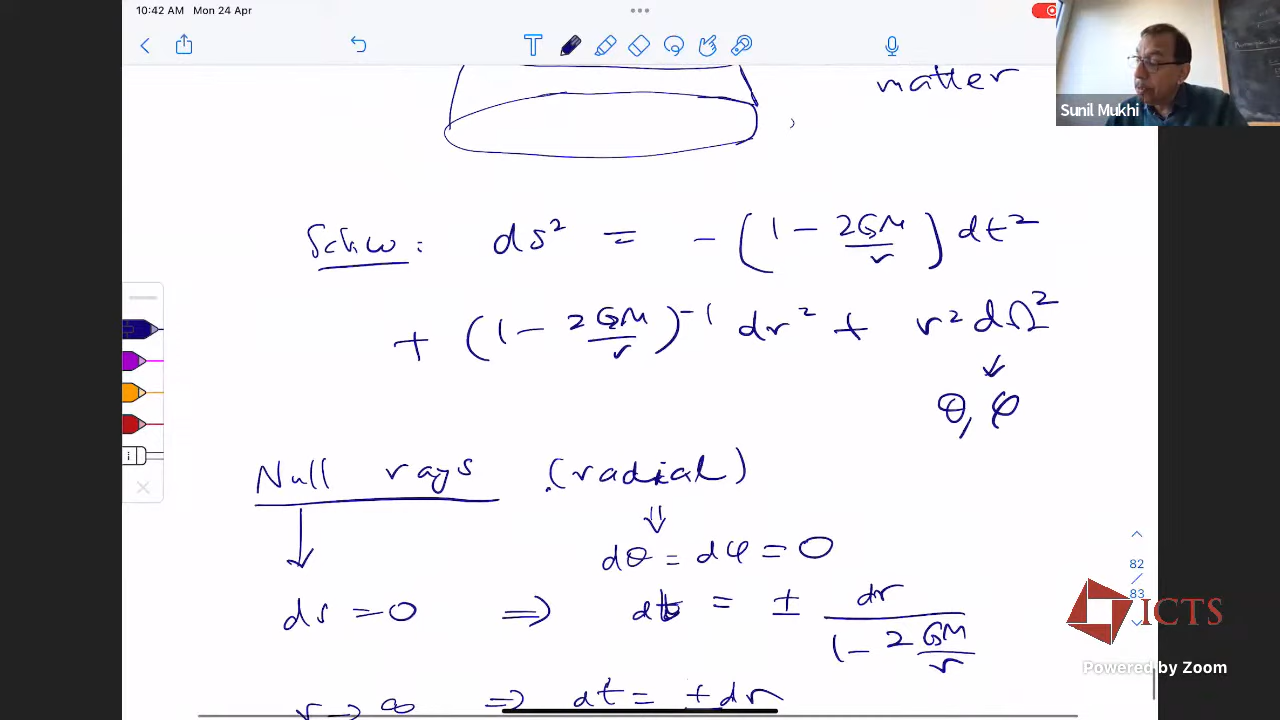 10:42 AM Mon 24 Apr
matter
Sunil Mukhi
Schw: ds² = - (1 - 2GM/r) dt²
+ (1 - 2GM/r)⁻¹ dr² + r² dΩ²
↓
θ, φ
Null rays (radial)
⇓
dθ = dφ = 0
ds = 0 ⇒ dt = ± dr/(1 - 2GM/r)
r → ∞ ⇒ dt = ± dr
82
/
83
ICTS
Powered by Zoom